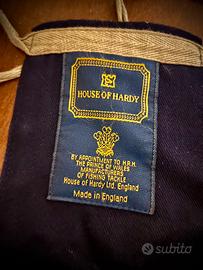 HOUSE OF HARDY
BY APPOINTMENT TO H.R.H.
THE PRINCE OF WALES
MANUFACTURERS
OF FISHING TACKLE
House of Hardy Ltd. England
Made in England
subito